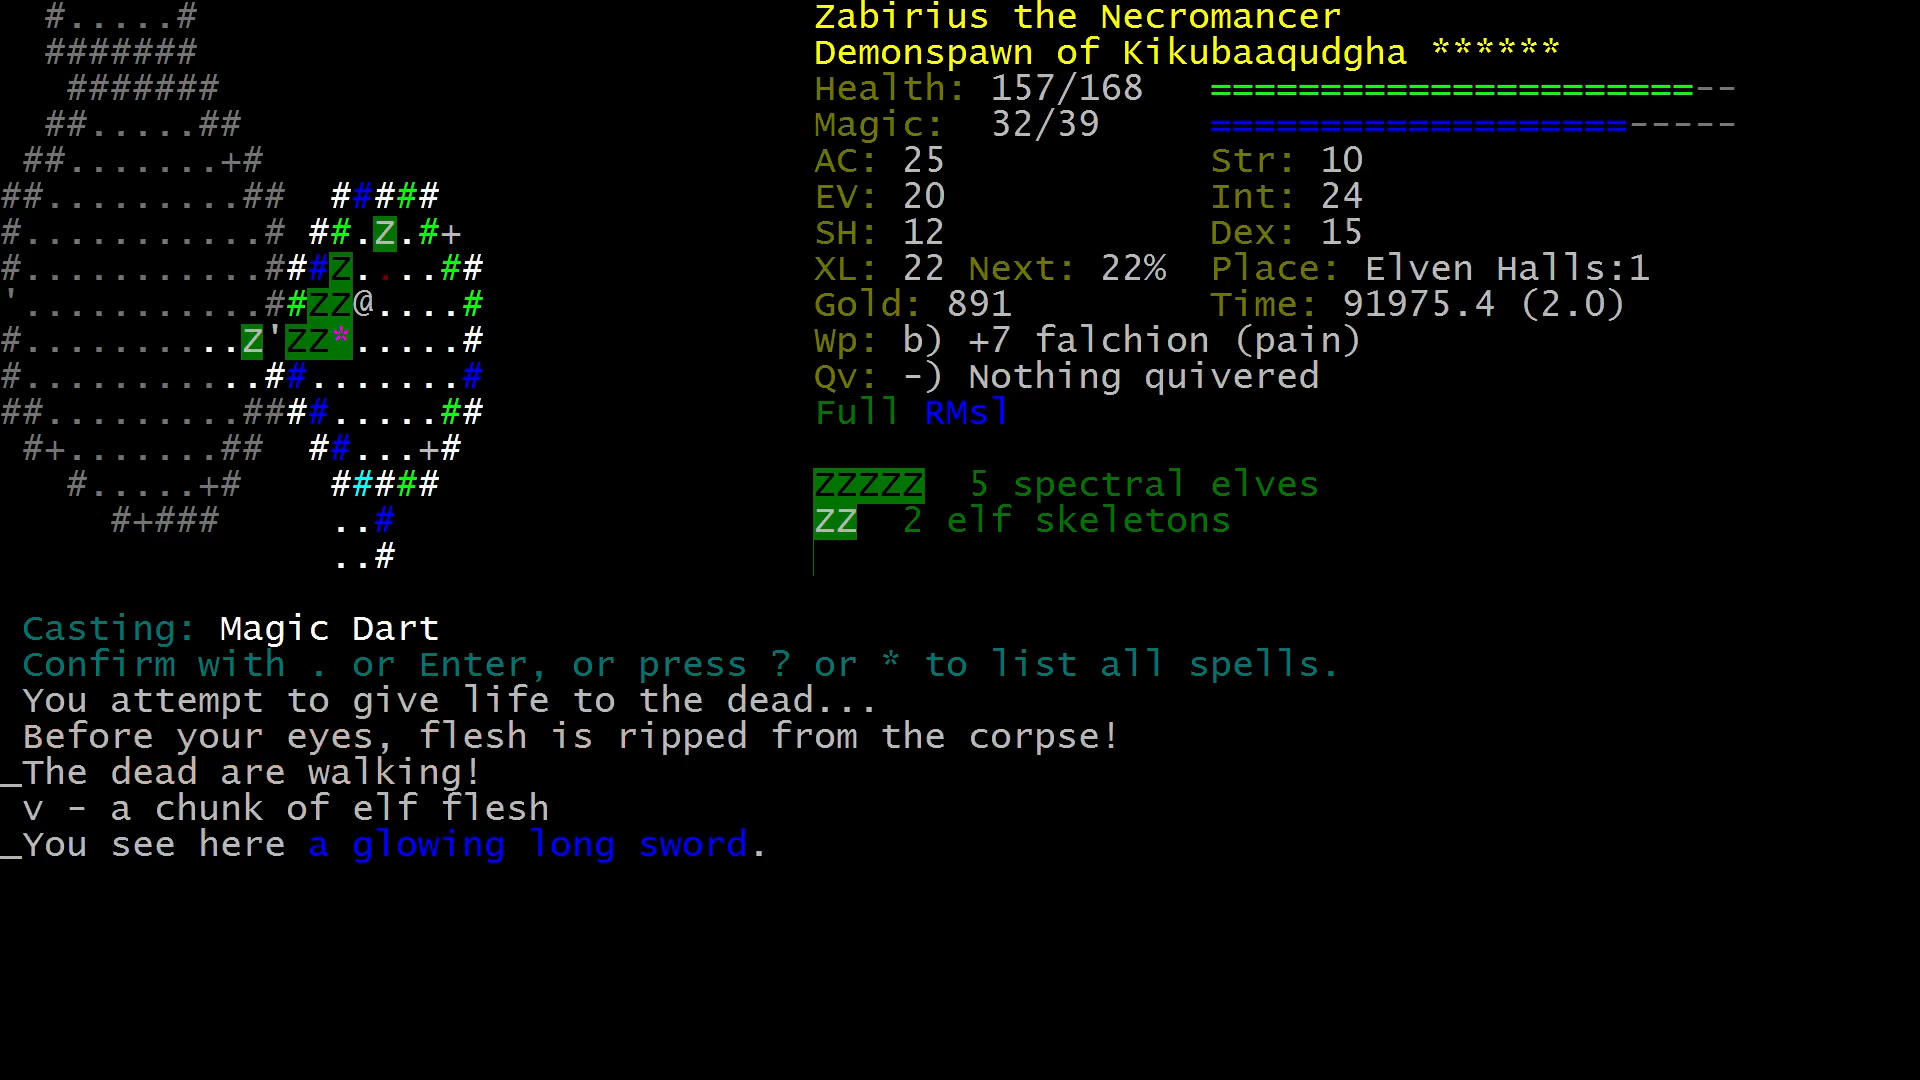 #.....# Zabirius the Necromancer
####### Demonspawn of Kikubaaqudgha ******
####### Health: 157/168 ======================--
##.....## Magic: 32/39 ===================-----
##.......+# AC: 25 Str: 10
##.........## ##### EV: 20 Int: 24
#...........# ##.Z.#+ SH: 12 Dex: 15
#...........###Z....## XL: 22 Next: 22% Place: Elven Halls:1
'...........##ZZ@....# Gold: 891 Time: 91975.4 (2.0)
#..........Z'ZZ*.....# Wp: b) +7 falchion (pain)
#...........##.......# Qv: -) Nothing quivered
##.........####.....## Full RMsl
#+.......## ##...+#
#.....+# ##### ZZZZZ 5 spectral elves
#+### ..# ZZ 2 elf skeletons
..#
Casting: Magic Dart
Confirm with . or Enter, or press ? or * to list all spells.
You attempt to give life to the dead...
Before your eyes, flesh is ripped from the corpse!
_The dead are walking!
v - a chunk of elf flesh
_You see here a glowing long sword.